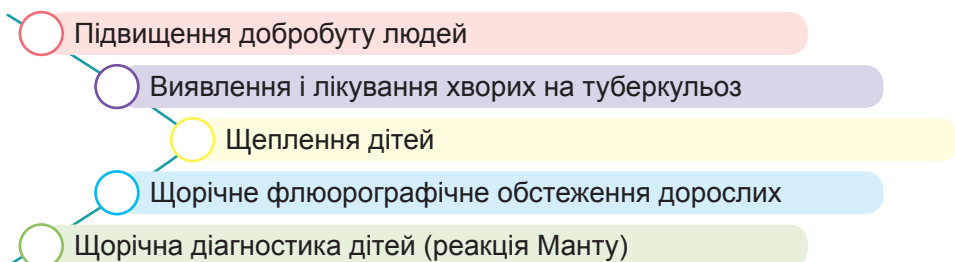 Підвищення добробуту людей
Виявлення і лікування хворих на туберкульоз
Щеплення дітей
Щорічне флюорографічне обстеження дорослих
Щорічна діагностика дітей (реакція Манту)